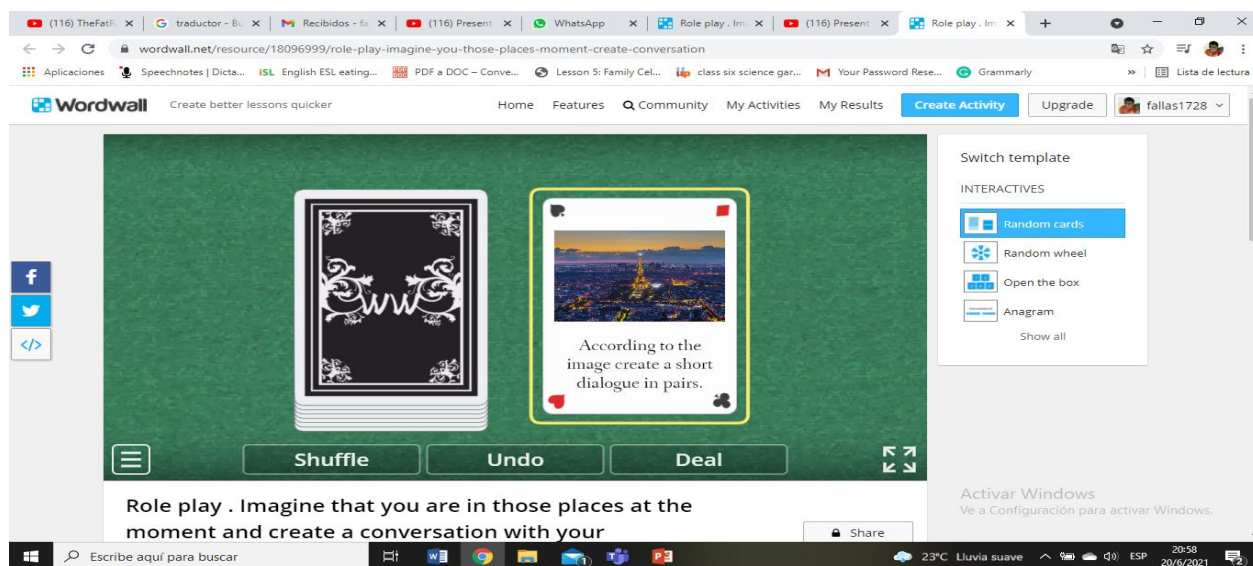 (116) TheFatR
traductor - Bu
Recibidos - fa
(116) Present
WhatsApp
Role play . Im
(116) Present
Role play . Im
wordwall.net/resource/18096999/role-play-imagine-you-those-places-moment-create-conversation
Aplicaciones
Speechnotes | Dicta...
iSL English ESL eating...
PDF a DOC – Conve...
Lesson 5: Family Cel...
class six science gar...
Your Password Rese...
Grammarly
»
Lista de lectura
Wordwall
Create better lessons quicker
Home
Features
Community
My Activities
My Results
Create Activity
Upgrade
fallas1728
Switch template
INTERACTIVES
Random cards
Random wheel
Open the box
Anagram
Show all
ww
According to the
image create a short
dialogue in pairs.
Shuffle
Undo
Deal
Role play . Imagine that you are in those places at the
moment and create a conversation with your
Share
Activar Windows
Ve a Configuración para activar Windows.
Escribe aquí para buscar
23°C Lluvia suave
ESP
20:58
20/6/2021